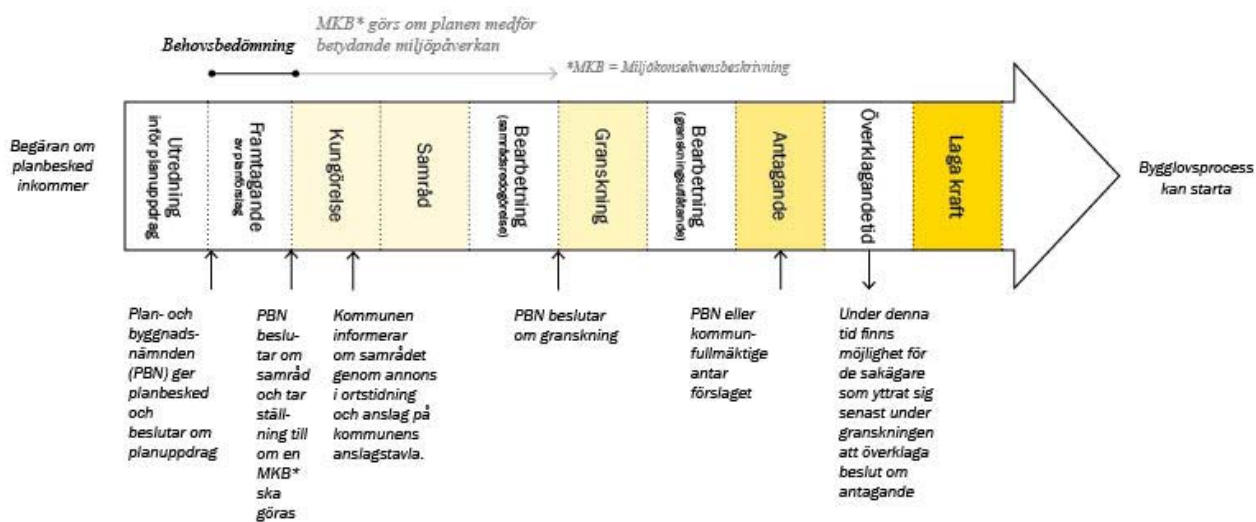 MKB* görs om planen medför
betydande miljöpåverkan
Behovsbedömning
*MKB = Miljökonsekvensbeskrivning
Begäran om
planbesked
inkommer
Utredning
inför planuppdrag
Framtagande
av planförslag
Kungörelse
Samråd
Bearbetning
(samrådsredogörelse)
Granskning
Bearbetning
(granskningsutlåtande)
Antagande
Överklagandetid
Laga kraft
Bygglovsprocess
kan starta
Plan- och
byggnads-
nämnden
(PBN) ger
planbesked
och
beslutar om
planuppdrag
PBN
beslu-
tar om
samråd
och tar
ställ-
ning till
om en
MKB*
ska
göras
Kommunen
informerar
om samrådet
genom annons
i ortstidning
och anslag på
kommunens
anslagstavla.
PBN beslutar
om granskning
PBN eller
kommun-
fullmäktige
antar
förslaget
Under denna
tid finns
möjlighet för
de sakägare
som yttrat sig
senast under
granskningen
att överklaga
beslut om
antagande